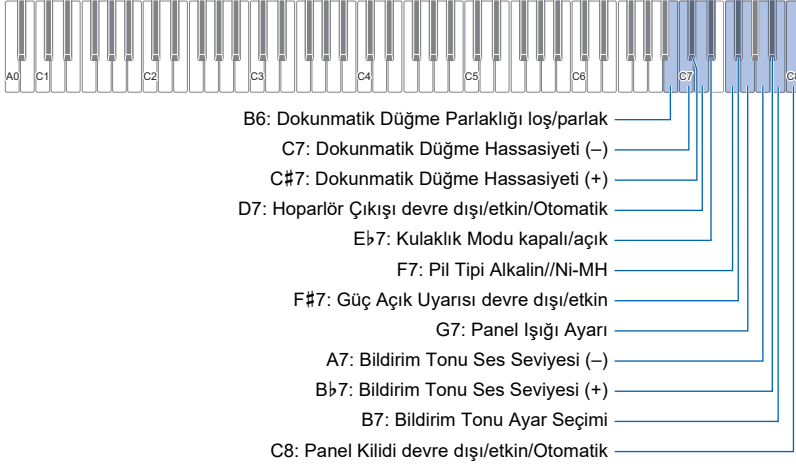 A0 C1 C2 C3 C4 C5 C6 C7 C8
B6: Dokunmatik Düğme Parlaklığı loş/parlak
C7: Dokunmatik Düğme Hassasiyeti (–)
C♯7: Dokunmatik Düğme Hassasiyeti (+)
D7: Hoparlör Çıkışı devre dışı/etkin/Otomatik
E♭7: Kulaklık Modu kapalı/açık
F7: Pil Tipi Alkalin//Ni-MH
F♯7: Güç Açık Uyarısı devre dışı/etkin
G7: Panel Işığı Ayarı
A7: Bildirim Tonu Ses Seviyesi (–)
B♭7: Bildirim Tonu Ses Seviyesi (+)
B7: Bildirim Tonu Ayar Seçimi
C8: Panel Kilidi devre dışı/etkin/Otomatik